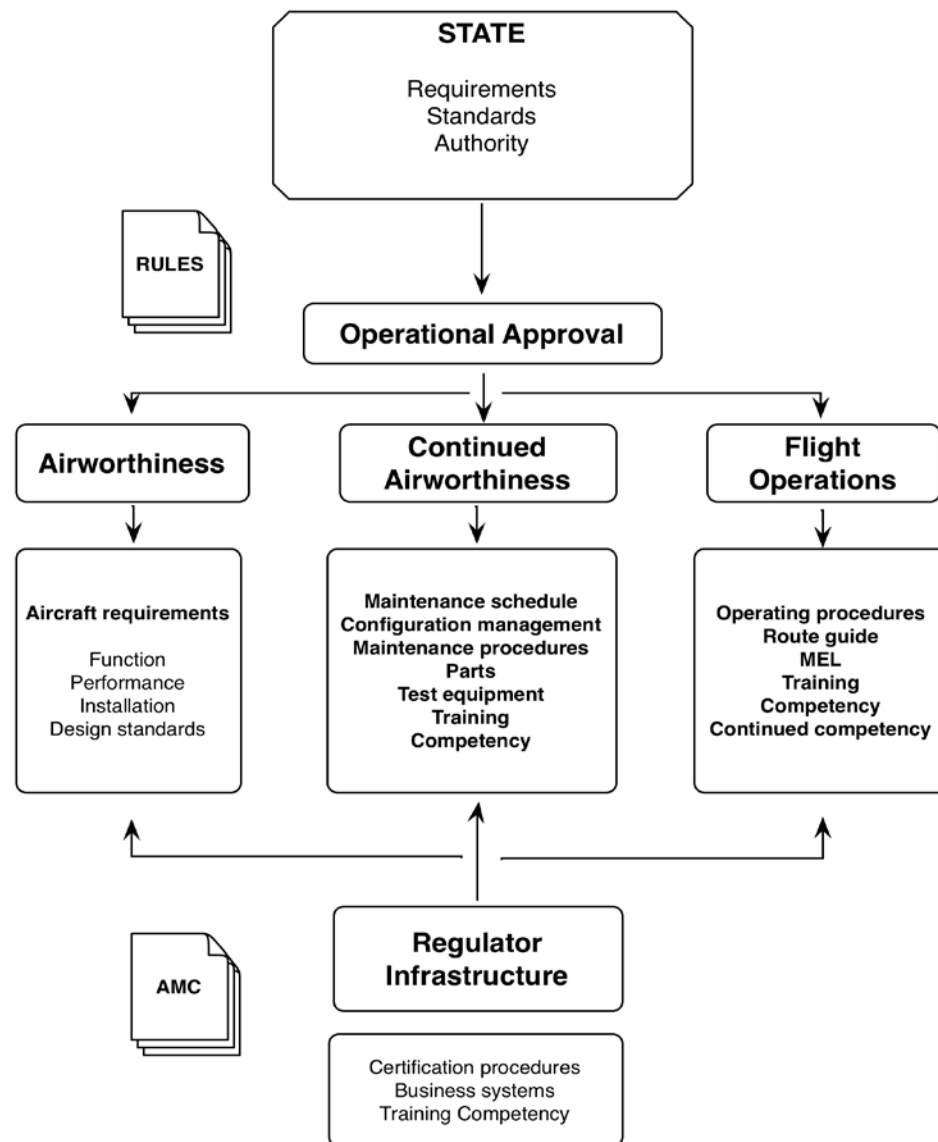 STATE
Requirements
Standards
Authority
RULES
Operational Approval
Airworthiness
Continued
Airworthiness
Flight
Operations
Aircraft requirements
Function
Performance
Installation
Design standards
Maintenance schedule
Configuration management
Maintenance procedures
Parts
Test equipment
Training
Competency
Operating procedures
Route guide
MEL
Training
Competency
Continued competency
Regulator
Infrastructure
AMC
Certification procedures
Business systems
Training Competency